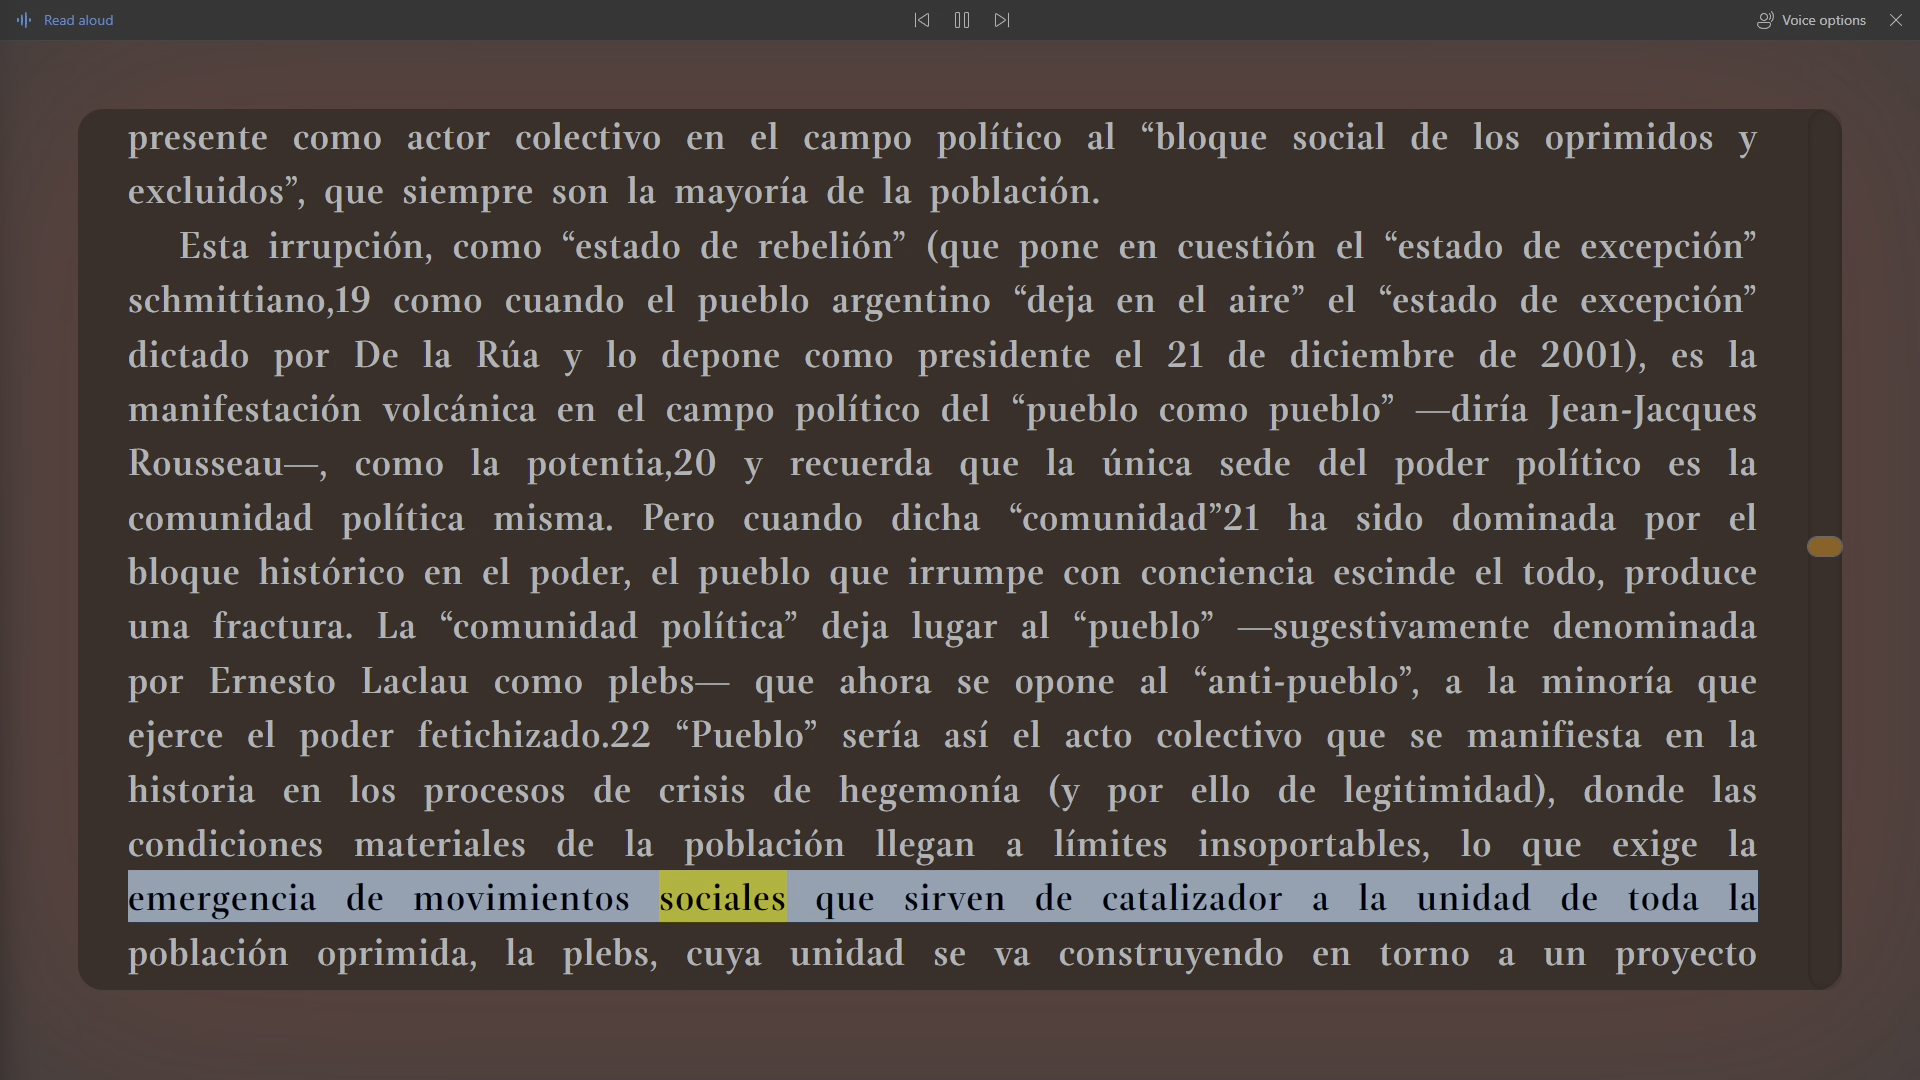 Read aloud
Voice options
presente como actor colectivo en el campo político al “bloque social de los oprimidos y
excluidos”, que siempre son la mayoría de la población.
Esta irrupción, como “estado de rebelión” (que pone en cuestión el “estado de excepción”
schmittiano,19 como cuando el pueblo argentino “deja en el aire” el “estado de excepción”
dictado por De la Rúa y lo depone como presidente el 21 de diciembre de 2001), es la
manifestación volcánica en el campo político del “pueblo como pueblo” —diría Jean-Jacques
Rousseau—, como la potentia,20 y recuerda que la única sede del poder político es la
comunidad política misma. Pero cuando dicha “comunidad”21 ha sido dominada por el
bloque histórico en el poder, el pueblo que irrumpe con conciencia escinde el todo, produce
una fractura. La “comunidad política” deja lugar al “pueblo” —sugestivamente denominada
por Ernesto Laclau como plebs— que ahora se opone al “anti-pueblo”, a la minoría que
ejerce el poder fetichizado.22 “Pueblo” sería así el acto colectivo que se manifiesta en la
historia en los procesos de crisis de hegemonía (y por ello de legitimidad), donde las
condiciones materiales de la población llegan a límites insoportables, lo que exige la
emergencia de movimientos sociales que sirven de catalizador a la unidad de toda la
población oprimida, la plebs, cuya unidad se va construyendo en torno a un proyecto